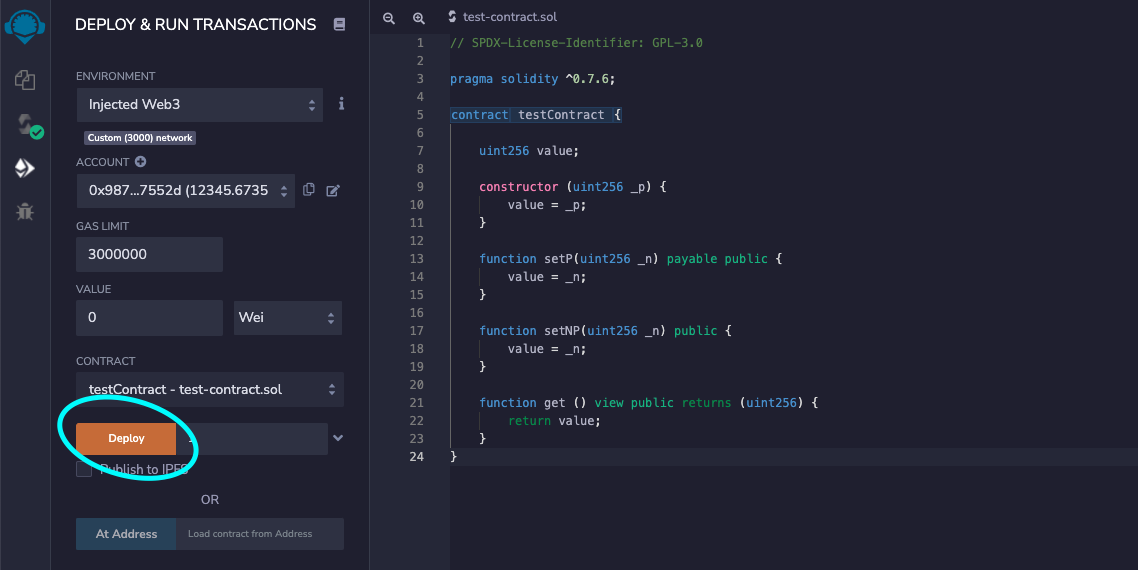 DEPLOY & RUN TRANSACTIONS
ENVIRONMENT
Injected Web3
i
Custom (3000) network
ACCOUNT
0x987...7552d (12345.6735
GAS LIMIT
3000000
VALUE
0
Wei
CONTRACT
testContract - test-contract.sol
Deploy
Publish to IPFS
OR
At Address
Load contract from Address
test-contract.sol
1 // SPDX-License-Identifier: GPL-3.0
2
3 pragma solidity ^0.7.6;
4
5 contract testContract {
6
7 uint256 value;
8
9 constructor (uint256 _p) {
10 value = _p;
11 }
12
13 function setP(uint256 _n) payable public {
14 value = _n;
15 }
16
17 function setNP(uint256 _n) public {
18 value = _n;
19 }
20
21 function get () view public returns (uint256) {
22 return value;
23 }
24 }